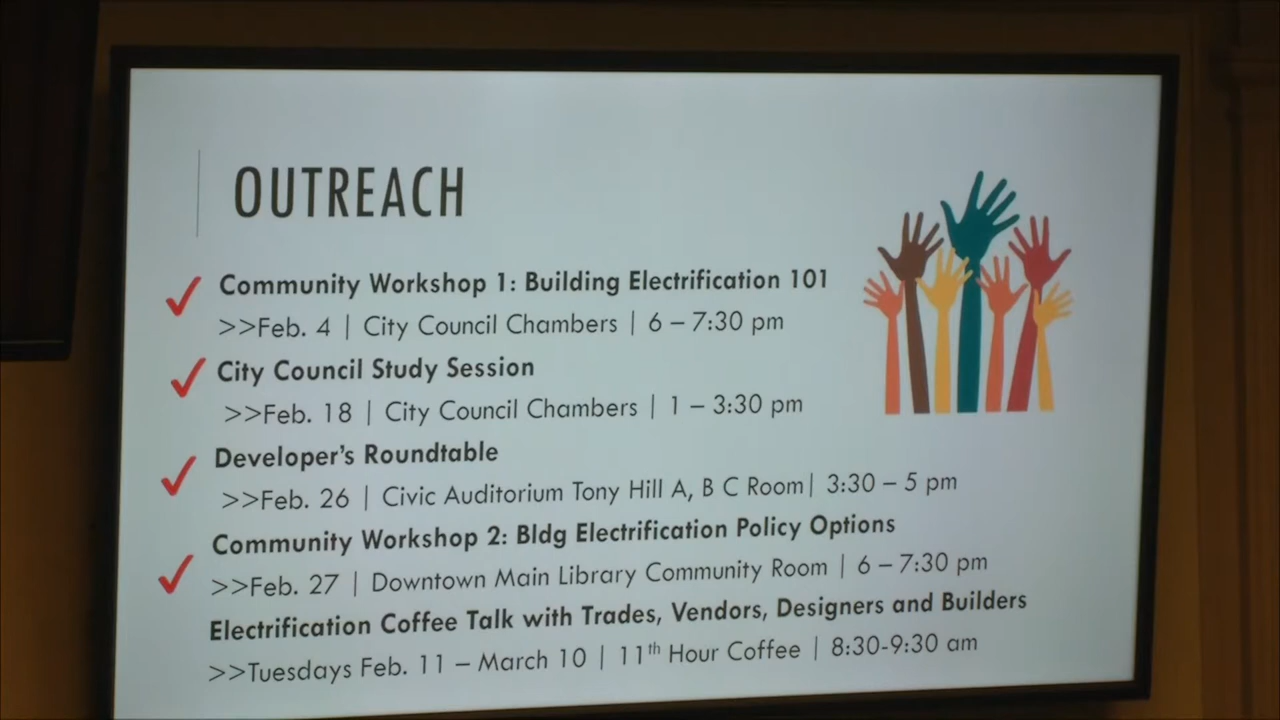 OUTREACH
Community Workshop 1: Building Electrification 101
>>Feb. 4 | City Council Chambers | 6 – 7:30 pm
City Council Study Session
>>Feb. 18 | City Council Chambers | 1 – 3:30 pm
Developer's Roundtable
>>Feb. 26 | Civic Auditorium Tony Hill A, B C Room| 3:30 – 5 pm
Community Workshop 2: Bldg Electrification Policy Options
>>Feb. 27 | Downtown Main Library Community Room | 6 – 7:30 pm
Electrification Coffee Talk with Trades, Vendors, Designers and Builders
>>Tuesdays Feb. 11 – March 10 | 11th Hour Coffee | 8:30-9:30 am